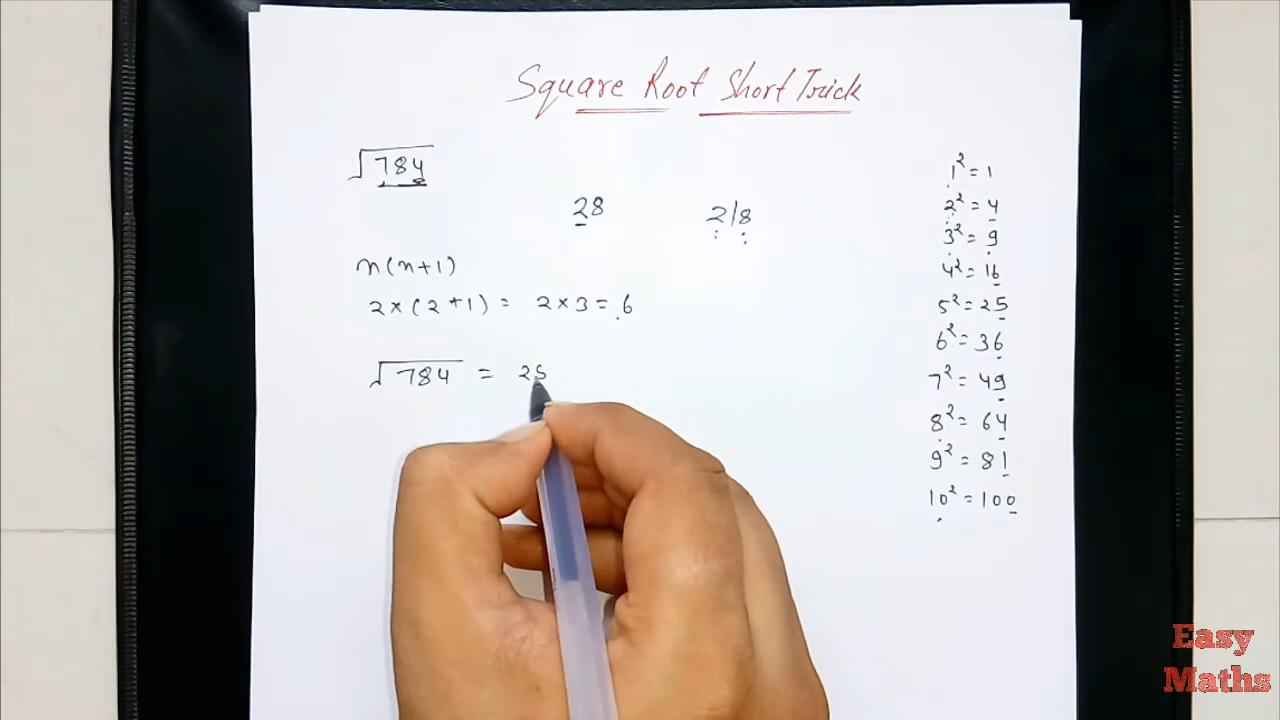 Square Root Short Trick
√784
28 2/8
n(n+1)
2×(2+1) = 2×3 = 6
√784 = 2
1² = 1
2² = 4
3² = 9
4² = 16
5² = 25
6² = 36
7² = 49
8² = 64
9² = 81
10² = 100
Easy
Maths